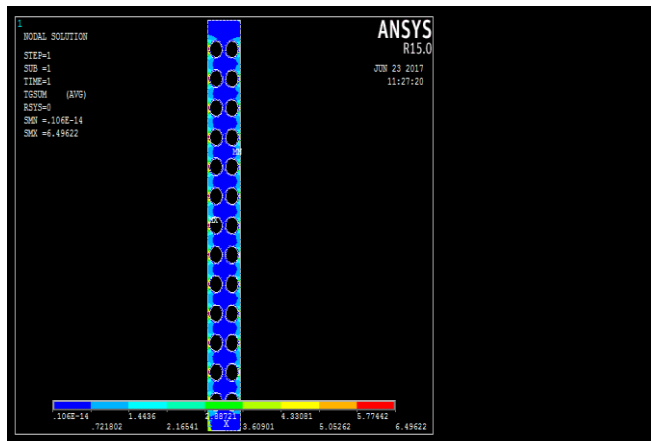 1
NODAL SOLUTION
STEP=1
SUB =1
TIME=1
TGSUM (AVG)
RSYS=0
SMN =.106E-14
SMX =6.49622
ANSYS
R15.0
JUN 23 2017
11:27:20
MN
MX
X
.106E-14 1.4436 2.88721 4.33081 5.77442
.721802 2.16541 3.60901 5.05262 6.49622